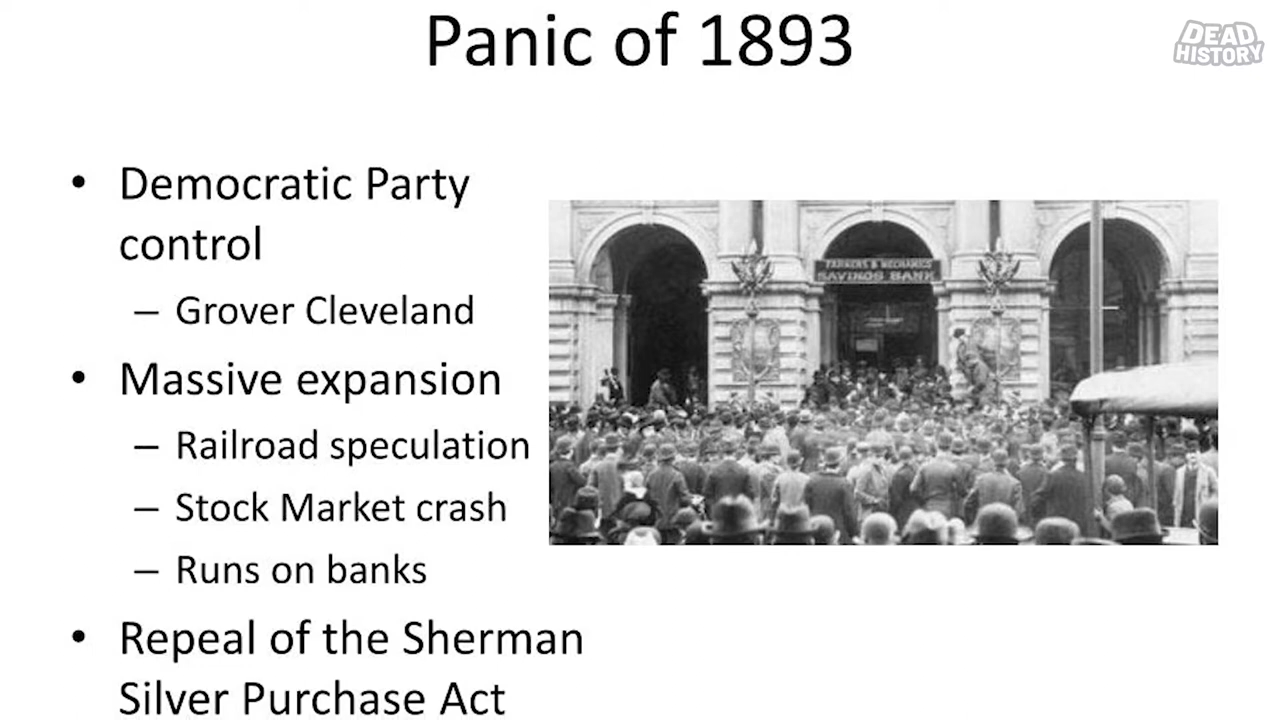 Panic of 1893
DEAD
HISTORY
• Democratic Party
control
– Grover Cleveland
• Massive expansion
– Railroad speculation
– Stock Market crash
– Runs on banks
• Repeal of the Sherman
Silver Purchase Act
FARMERS & MECHANICS
SAVINGS BANK